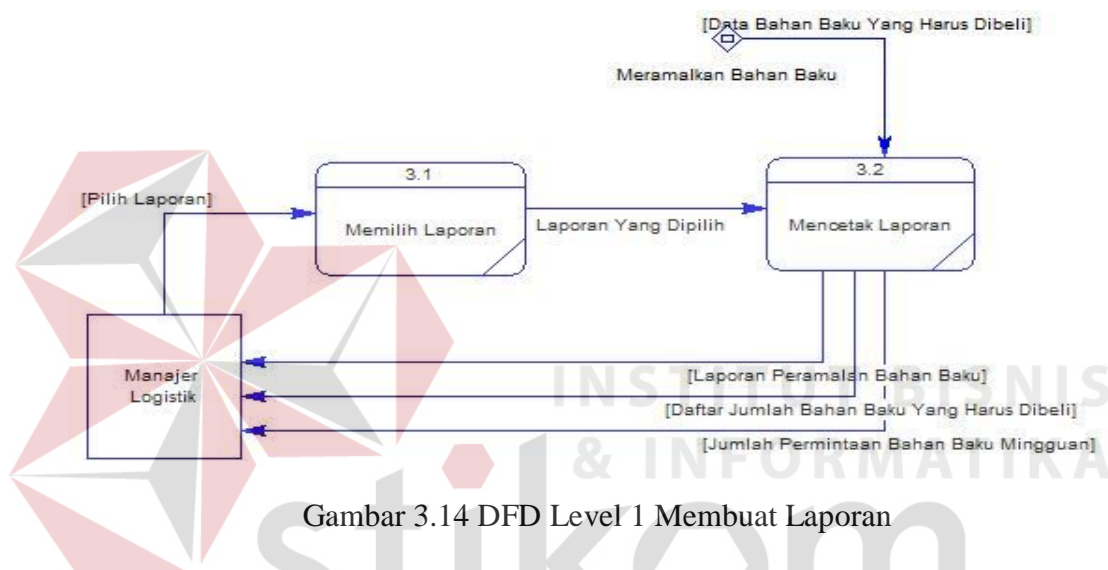 [Data Bahan Baku Yang Harus Dibeli]
Meramalkan Bahan Baku
3.1
3.2
[Pilih Laporan]
Memilih Laporan
Laporan Yang Dipilih
Mencetak Laporan
Manajer
Logistik
[Laporan Peramalan Bahan Baku]
[Daftar Jumlah Bahan Baku Yang Harus Dibeli]
[Jumlah Permintaan Bahan Baku Mingguan]
INSTITUT BISNIS
& INFORMATIKA
stikom
Gambar 3.14 DFD Level 1 Membuat Laporan